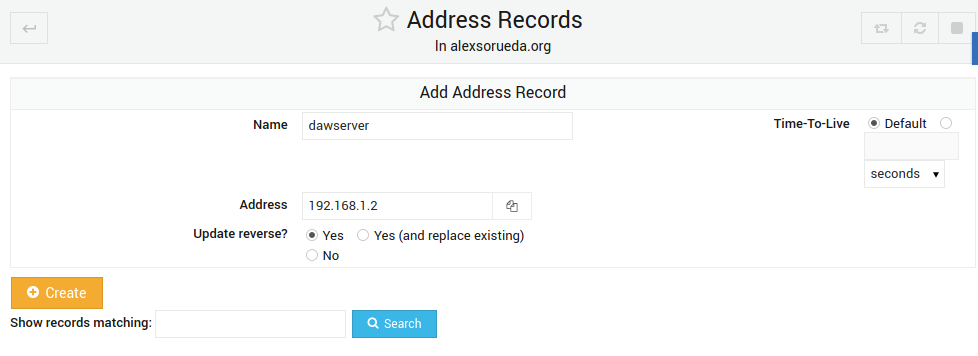 Address Records
In alexsorueda.org
Add Address Record
Name dawserver Time-To-Live Default
seconds
Address 192.168.1.2
Update reverse? Yes Yes (and replace existing)
No
Create
Show records matching: Search